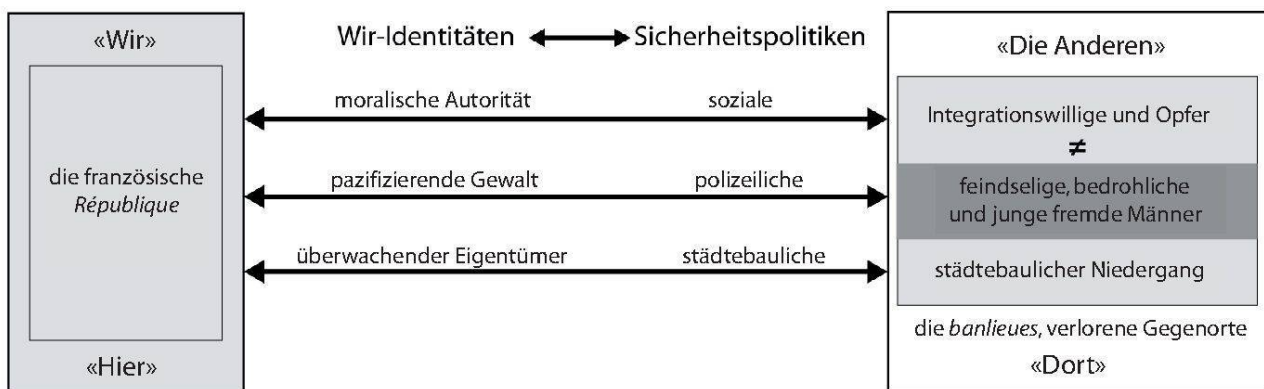 «Wir»
die französische
République
«Hier»
Wir-Identitäten Sicherheitspolitiken
moralische Autorität soziale
pazifizierende Gewalt polizeiliche
überwachender Eigentümer städtebauliche
«Die Anderen»
Integrationswillige und Opfer
≠
feindselige, bedrohliche
und junge fremde Männer
städtebaulicher Niedergang
die banlieues, verlorene Gegenorte
«Dort»